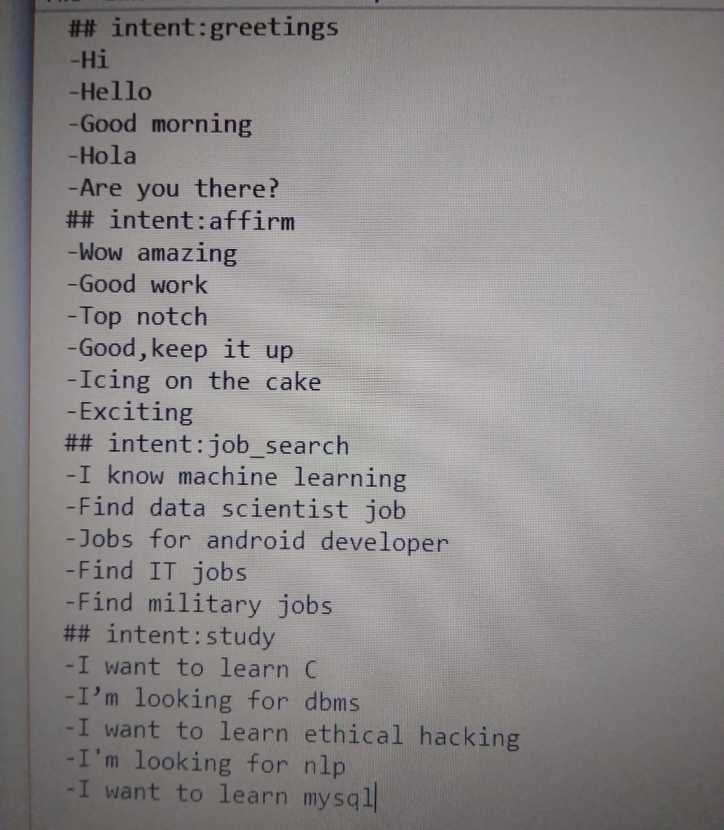 ## intent:greetings
-Hi
-Hello
-Good morning
-Hola
-Are you there?
## intent:affirm
-Wow amazing
-Good work
-Top notch
-Good,keep it up
-Icing on the cake
-Exciting
## intent:job_search
-I know machine learning
-Find data scientist job
-Jobs for android developer
-Find IT jobs
-Find military jobs
## intent:study
-I want to learn C
-I’m looking for dbms
-I want to learn ethical hacking
-I'm looking for nlp
-I want to learn mysql